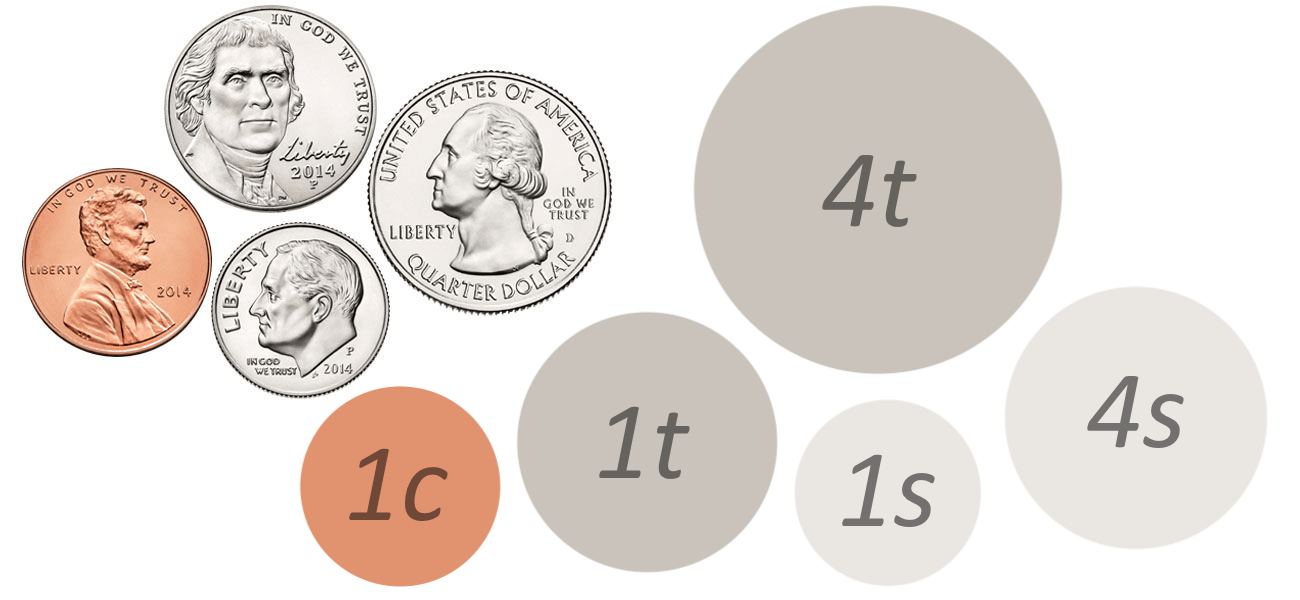 IN GOD WE TRUST
Liberty
2014
P
UNITED STATES OF AMERICA
IN
GOD WE
TRUST
LIBERTY
D
QUARTER DOLLAR
IN GOD WE TRUST
LIBERTY
2014
LIBERTY
IN GOD
WE TRUST
P
2014
4t
1c
1t
1s
4s